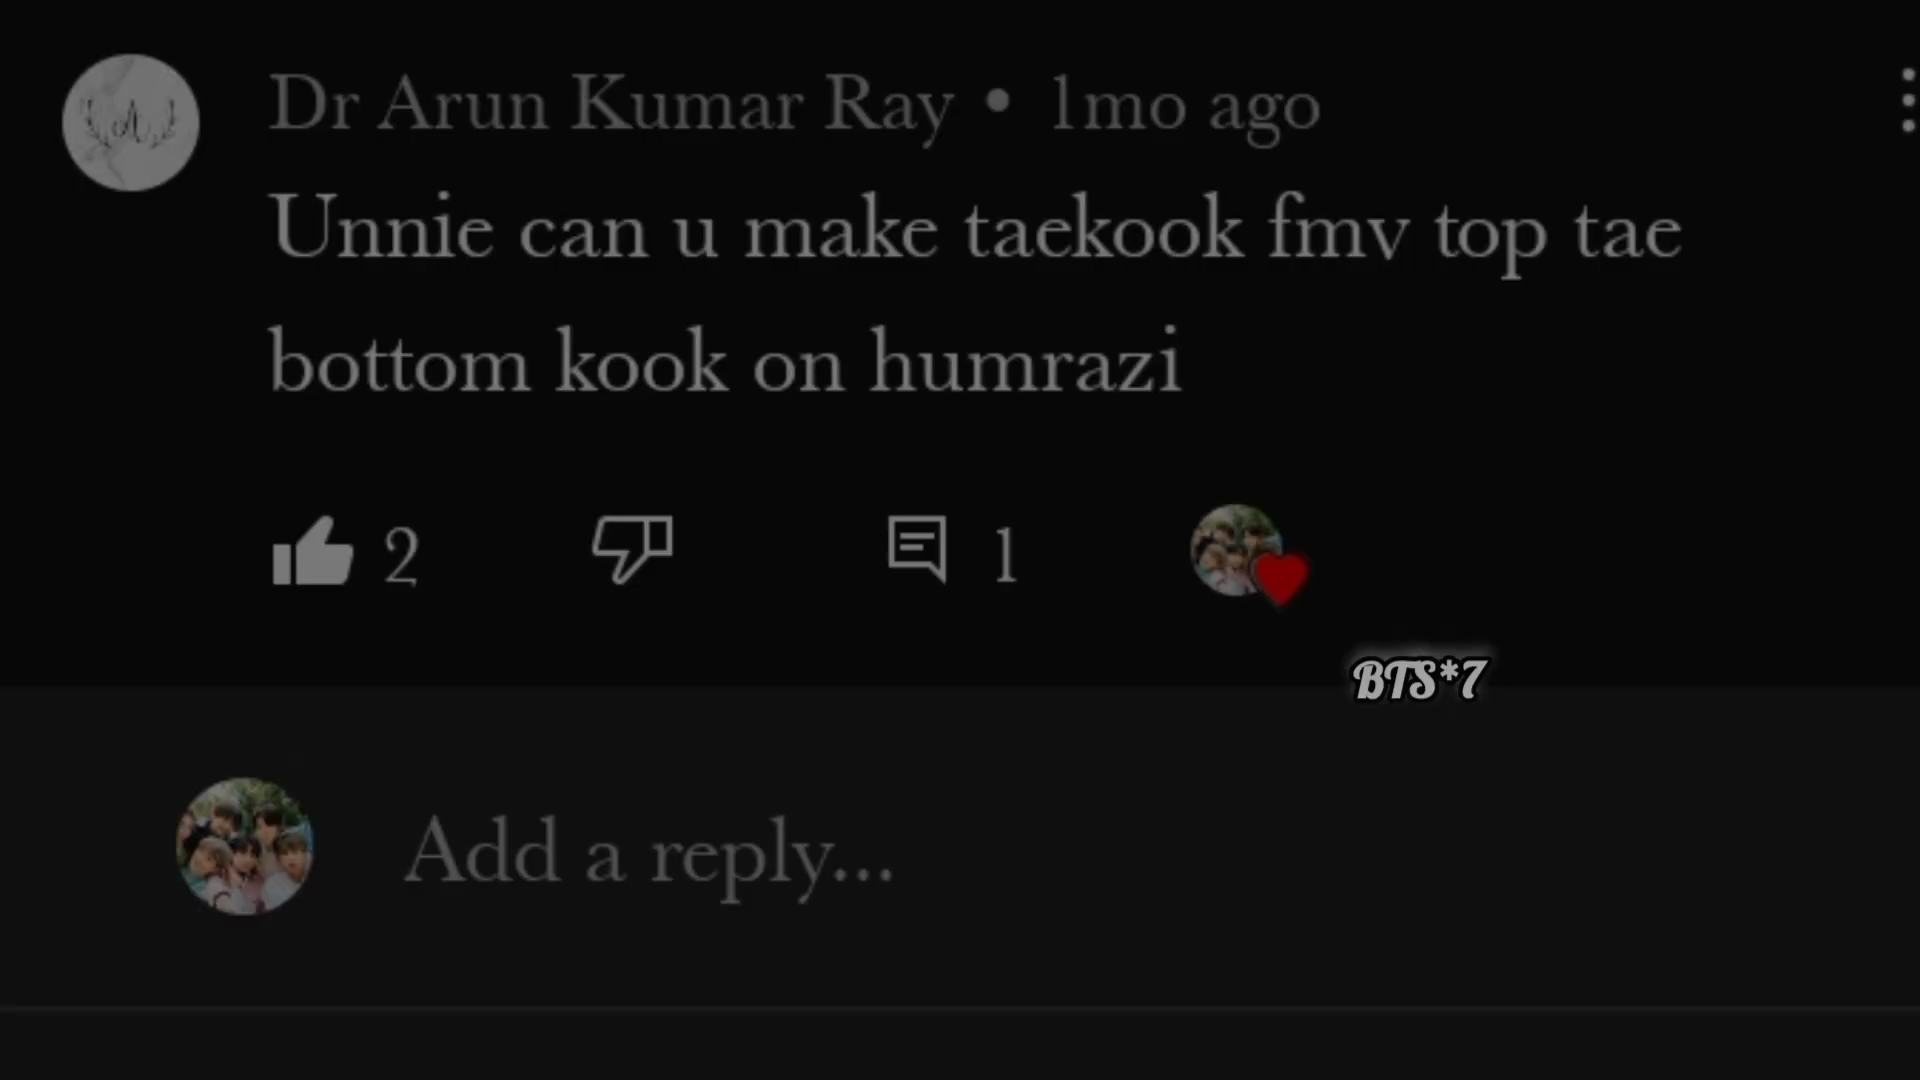 Dr Arun Kumar Ray • 1mo ago
Unnie can u make taekook fmv top tae
bottom kook on humrazi
2 1
BTS*7
Add a reply...